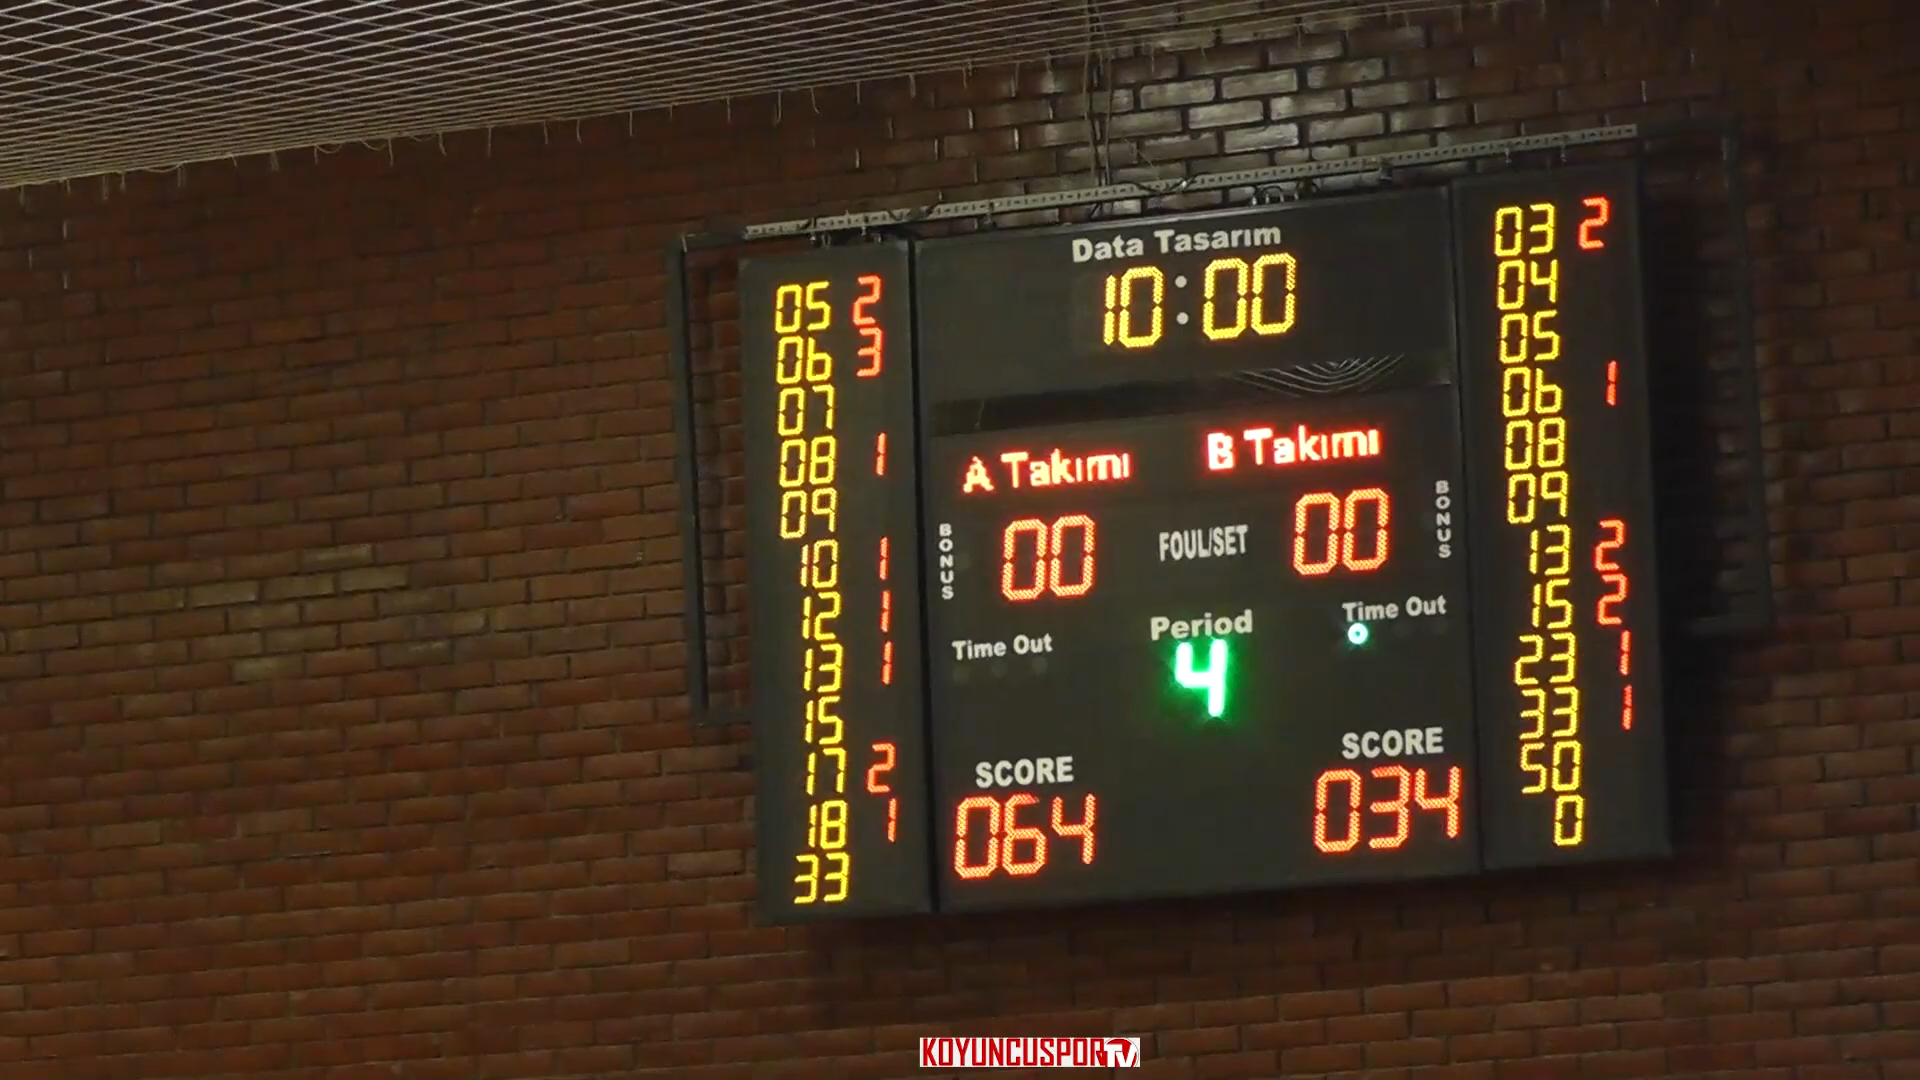 Data Tasarım
10:00
05 2
06 3
07
08 1
09
10 1
12 1
13 1
15
17 2
18 1
33
A Takımı
B Takımı
BONUS
00
FOUL/SET
00
BONUS
Time Out
Period
Time Out
4
SCORE
SCORE
064
034
03 2
04
05
06 1
08
09
13 2
15 2
23 1
33 1
50
0
KOYUNCUSPOR TV